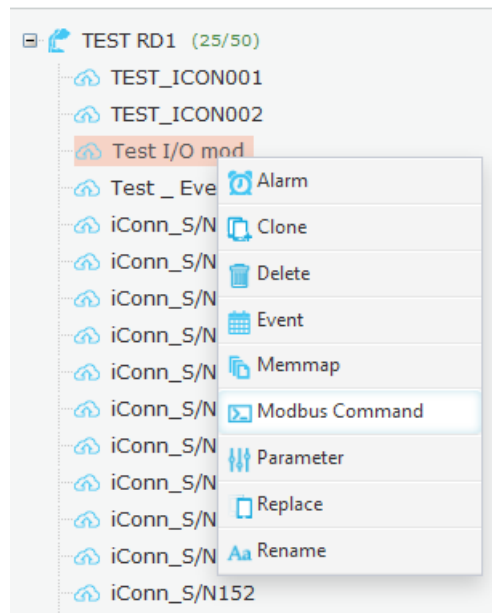 TEST RD1 (25/50)
TEST_ICON001
TEST_ICON002
Test I/O mod
Alarm
Test _ Eve
iConn_S/N
Clone
iConn_S/N
Delete
iConn_S/N
Event
iConn_S/N
Memmap
iConn_S/N
iConn_S/N
Modbus Command
iConn_S/N
Parameter
iConn_S/N
Replace
iConn_S/N
iConn_S/N
Aa Rename
iConn_S/N152